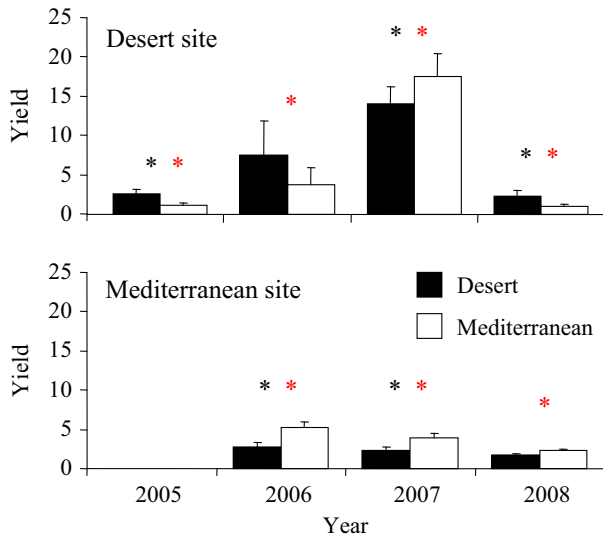 25
Desert site
* *
20
*
15
Yield
10
* *
* *
5
0
25
Mediterranean site
Desert
20
Mediterranean
15
Yield
10
* *
* *
*
5
0
2005 2006 2007 2008
Year